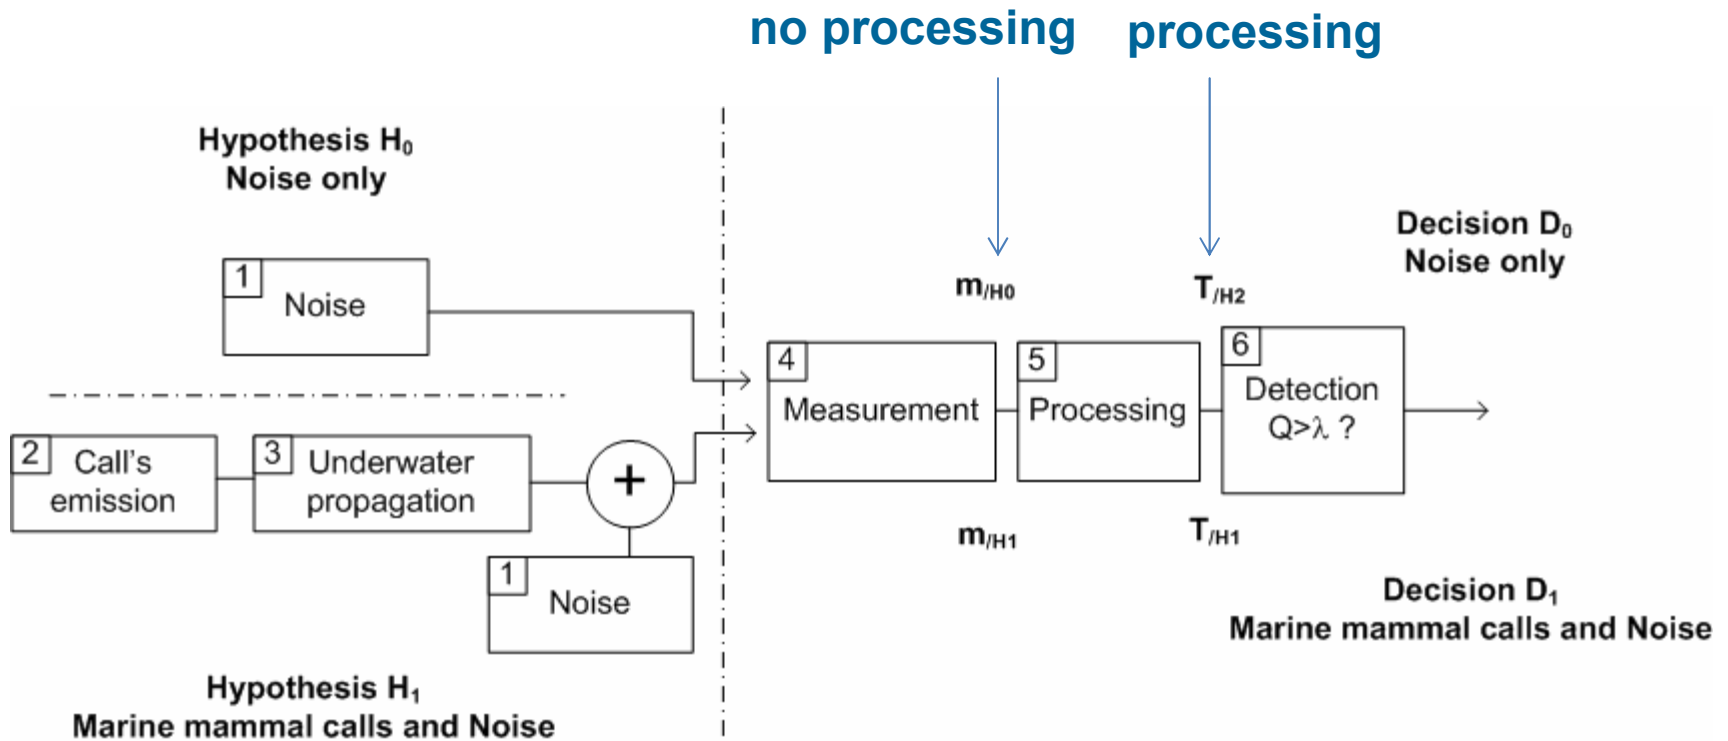 no processing
processing
Hypothesis H₀
Noise only
1
Noise
2
Call's
emission
3
Underwater
propagation
+
1
Noise
Hypothesis H₁
Marine mammal calls and Noise
m/H0
T/H2
4
Measurement
5
Processing
6
Detection
Q>λ ?
m/H1
T/H1
Decision D₀
Noise only
Decision D₁
Marine mammal calls and Noise